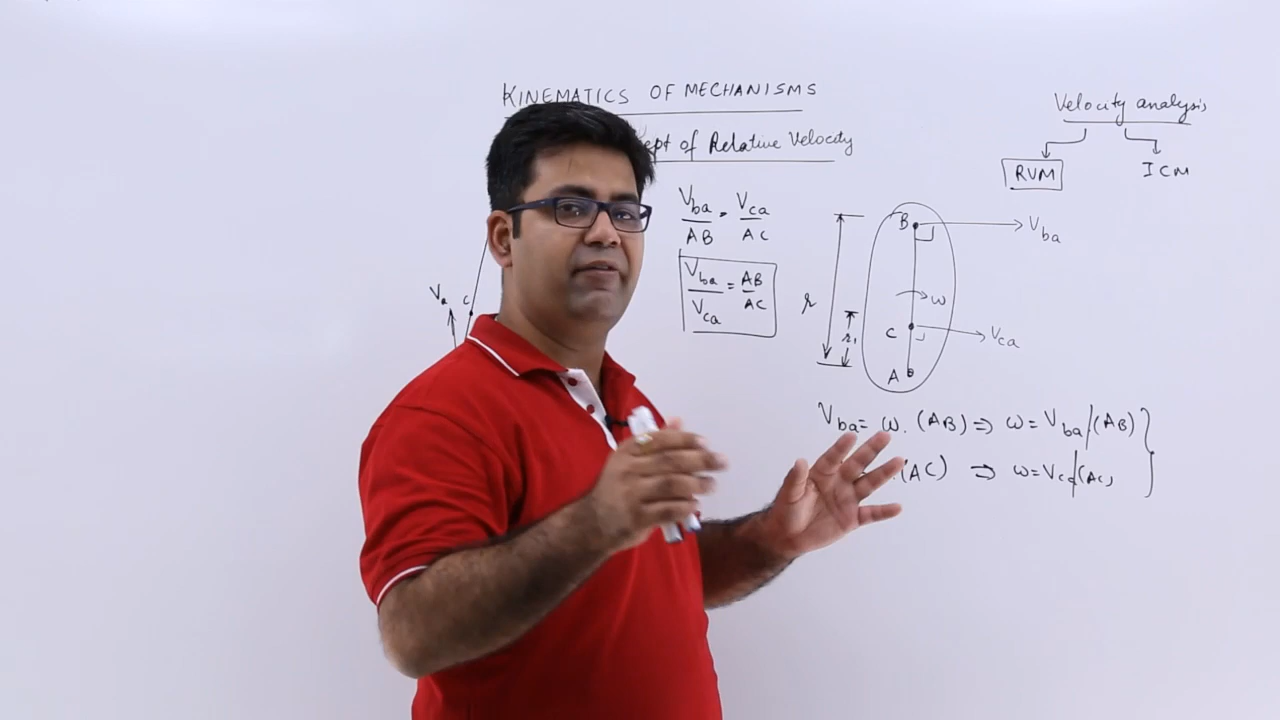 KINEMATICS OF MECHANISMS
ept of Relative Velocity
Velocity analysis
RVM
ICM
Vba/AB = Vca/AC
Vba/Vca = AB/AC
Va
c
r
r1
B
Vba
ω
C
Vca
A
Vba = ω.(AB) ⇒ ω = Vba/(AB)
.(AC) ⇒ ω = Vca/(AC)